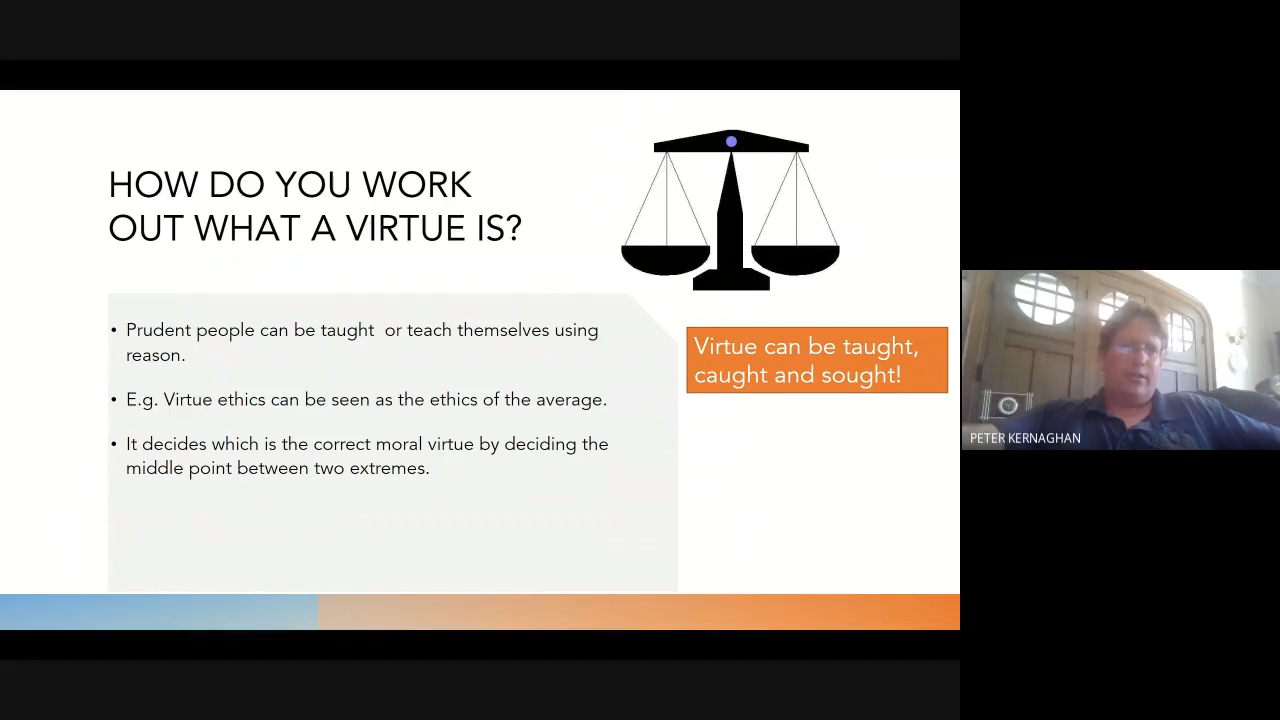 HOW DO YOU WORK
OUT WHAT A VIRTUE IS?
• Prudent people can be taught  or teach themselves using
reason.
• E.g. Virtue ethics can be seen as the ethics of the average.
• It decides which is the correct moral virtue by deciding the
middle point between two extremes.
Virtue can be taught,
caught and sought!
PETER KERNAGHAN